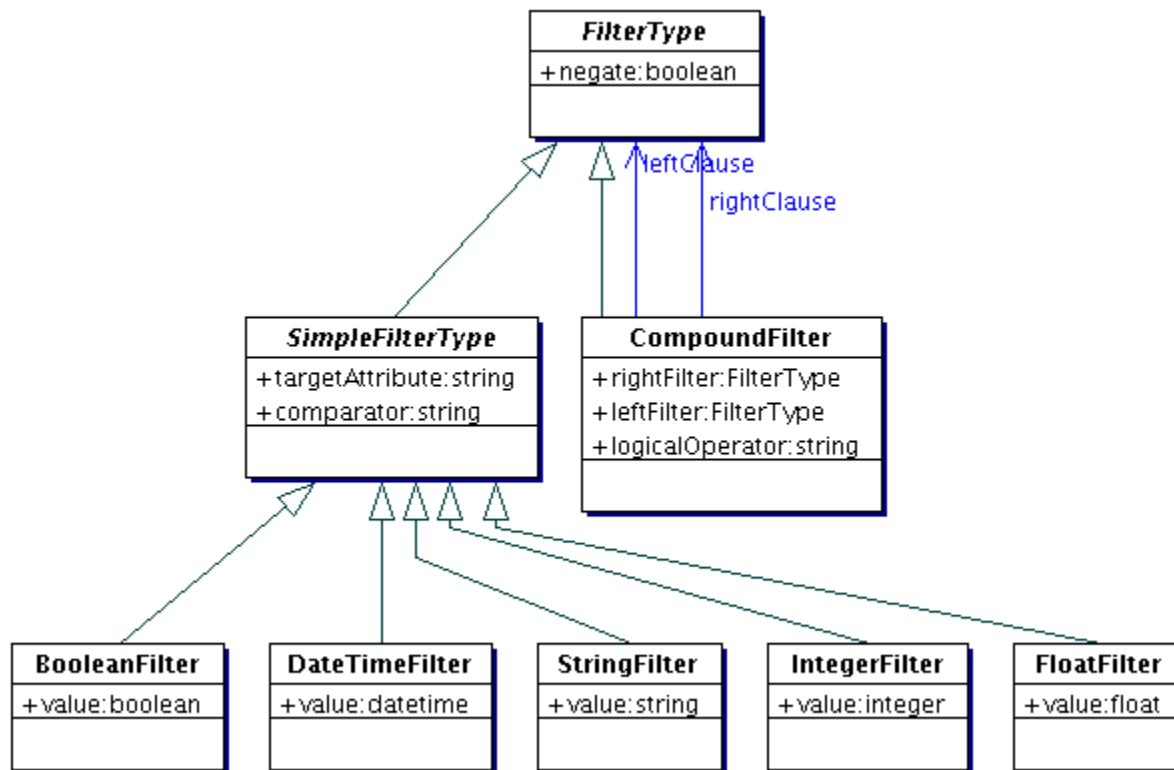 FilterType
+negate:boolean
leftClause
rightClause
SimpleFilterType
+targetAttribute:string
+comparator:string
CompoundFilter
+rightFilter:FilterType
+leftFilter:FilterType
+logicalOperator:string
BooleanFilter
+value:boolean
DateTimeFilter
+value:datetime
StringFilter
+value:string
IntegerFilter
+value:integer
FloatFilter
+value:float